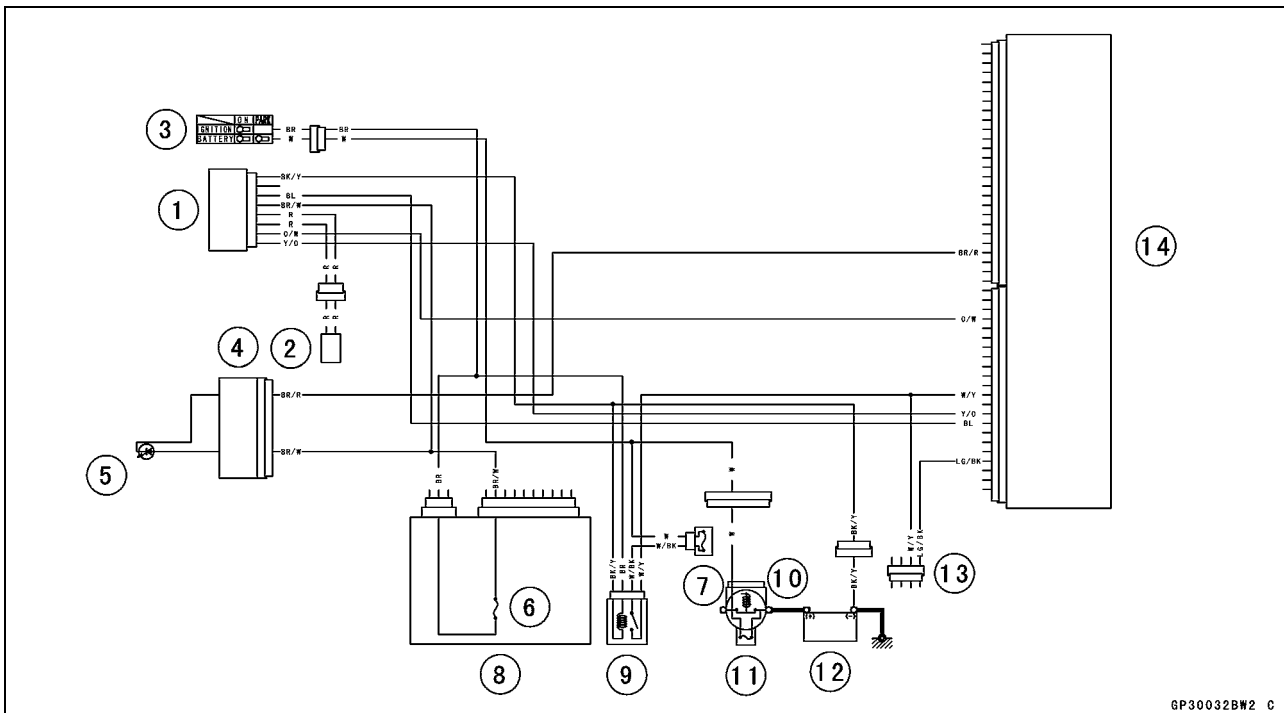 ON PARK
IGNITION
BATTERY
3
BR
W
BR
W
1
BK/Y
BL
BR/W
R
R
O/W
Y/O
R
R
R
R
4
2
BR/R
BR/W
5
BR
BR/W
6
8
BK/Y
BR
W/BK
W/Y
9
W
W/BK
7
W
W
10
11
BK/Y
BK/Y
(+)
(-)
12
W/Y
LG/BK
13
BR/R
O/W
W/Y
Y/O
BL
LG/BK
14
GP30032BW2 C